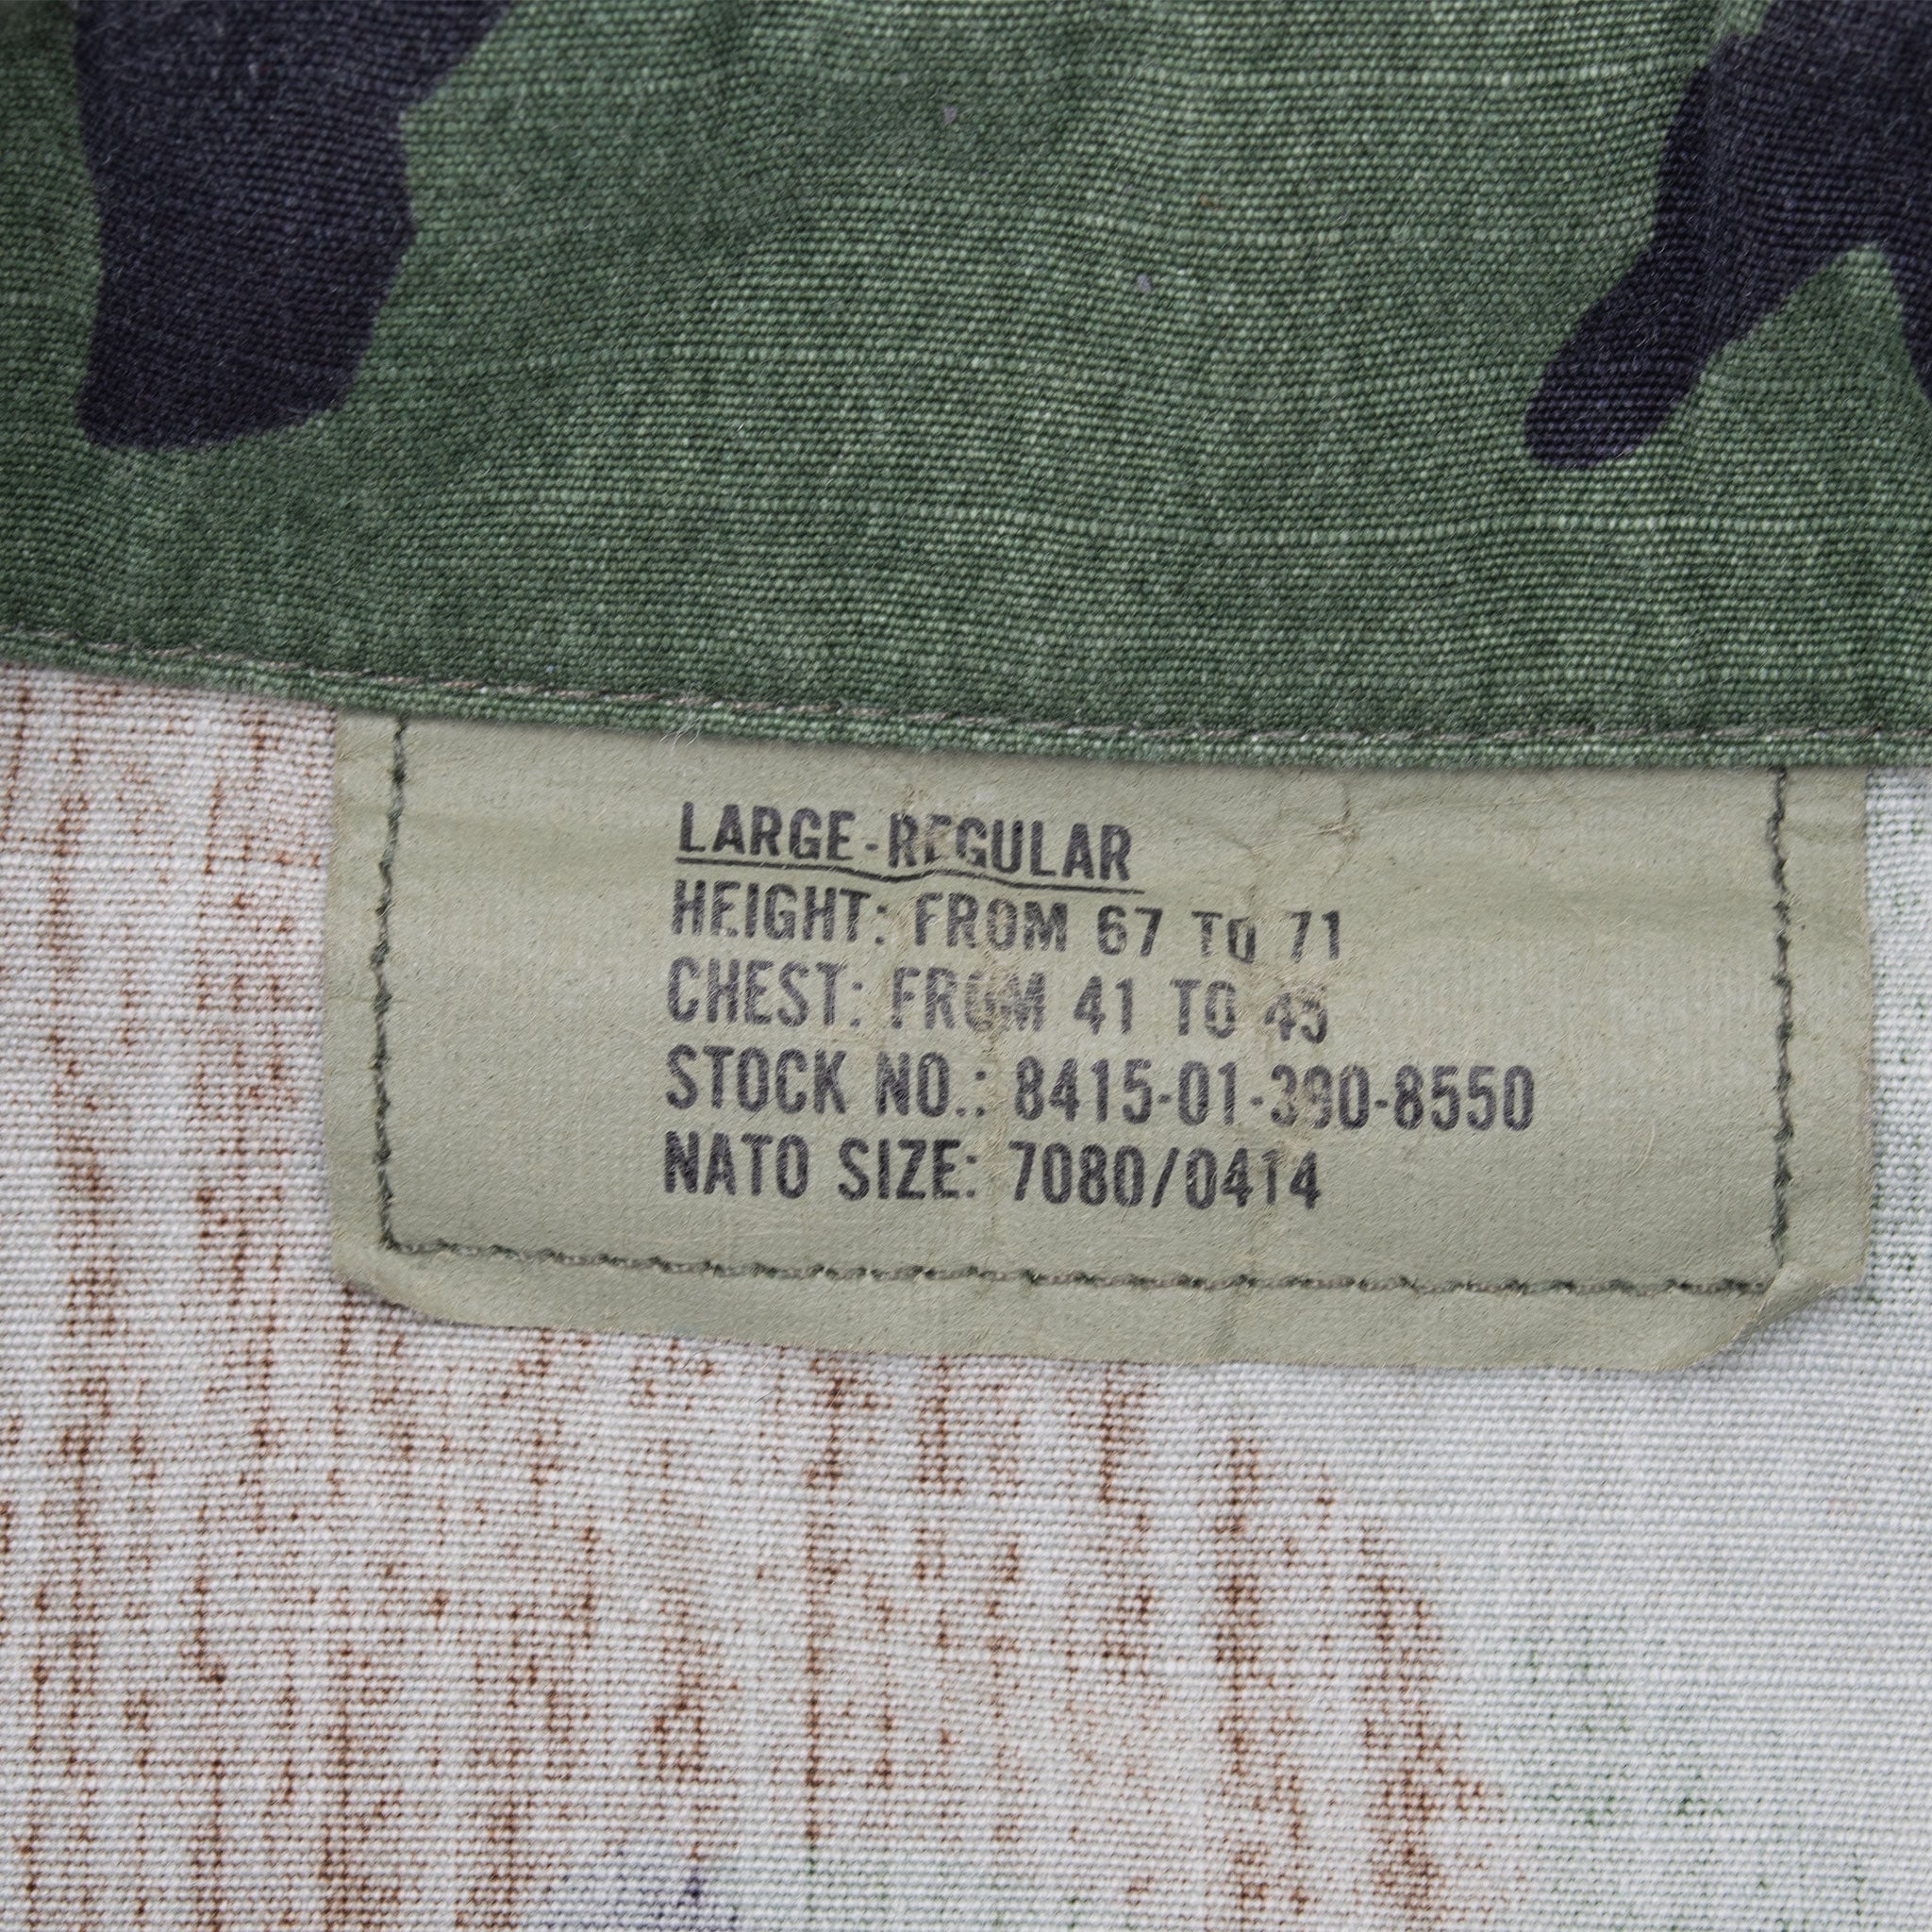 LARGE-REGULAR
HEIGHT: FROM 67 TO 71
CHEST: FROM 41 TO 45
STOCK NO.: 8415-01-390-8550
NATO SIZE: 7080/0414